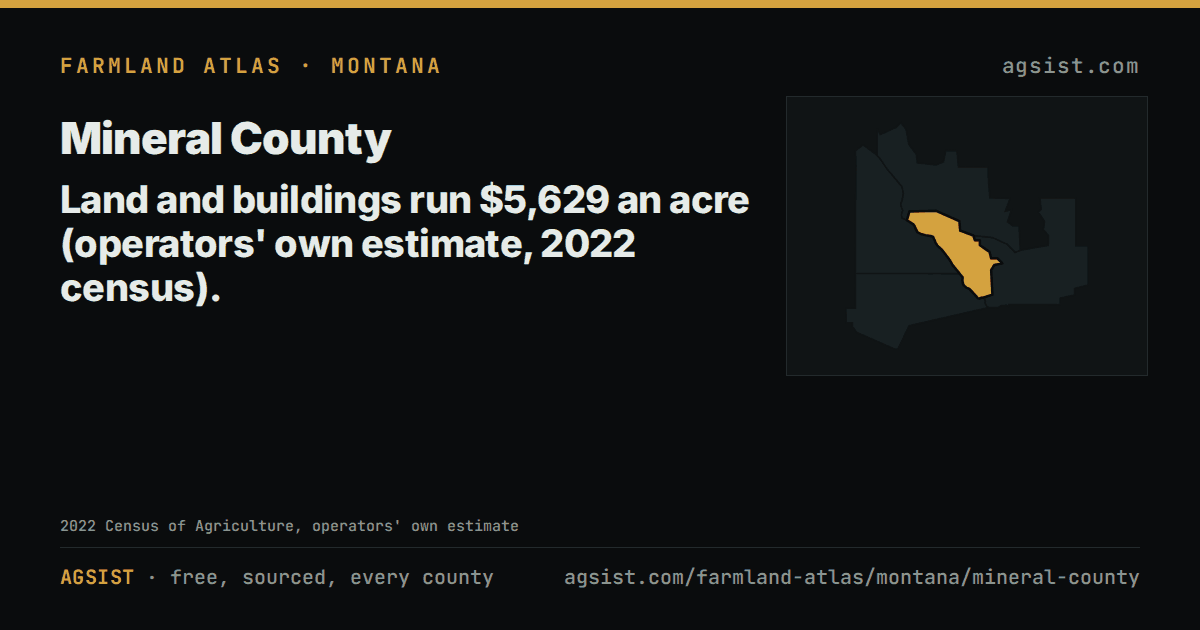 FARMLAND ATLAS · MONTANA
agsist.com
Mineral County
Land and buildings run $5,629 an acre
(operators' own estimate, 2022
census).
2022 Census of Agriculture, operators' own estimate
AGSIST · free, sourced, every county
agsist.com/farmland-atlas/montana/mineral-county